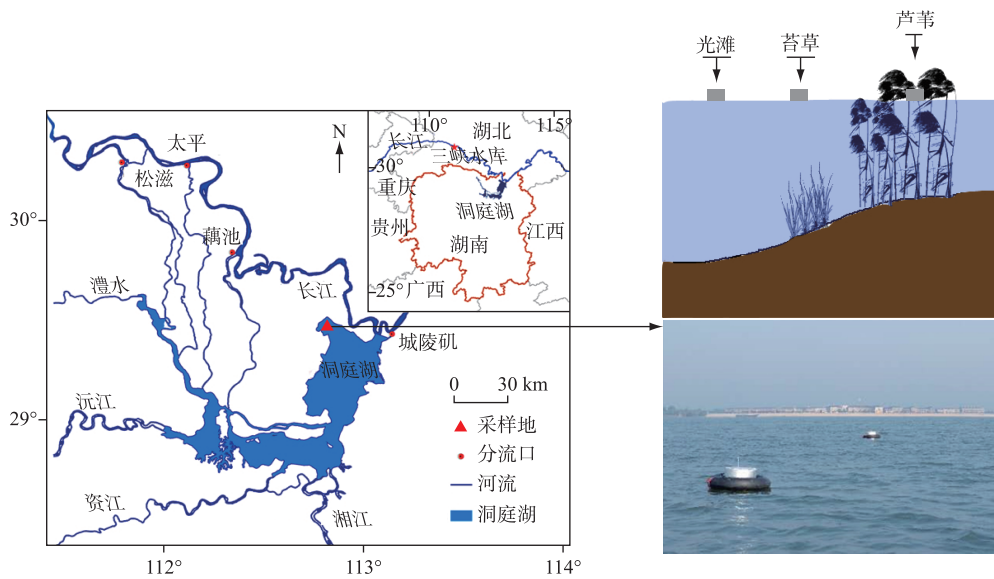 光滩
苔草
芦苇
N
太平
松滋
30°
藕池
澧水
长江
城陵矶
洞庭湖
29°
沅江
资江
湘江
112°
113°
114°
110°
115°
长江
湖北
30°
三峡水库
重庆
洞庭湖
贵州
江西
湖南
25°
广西
0
30 km
采样地
分流口
河流
洞庭湖